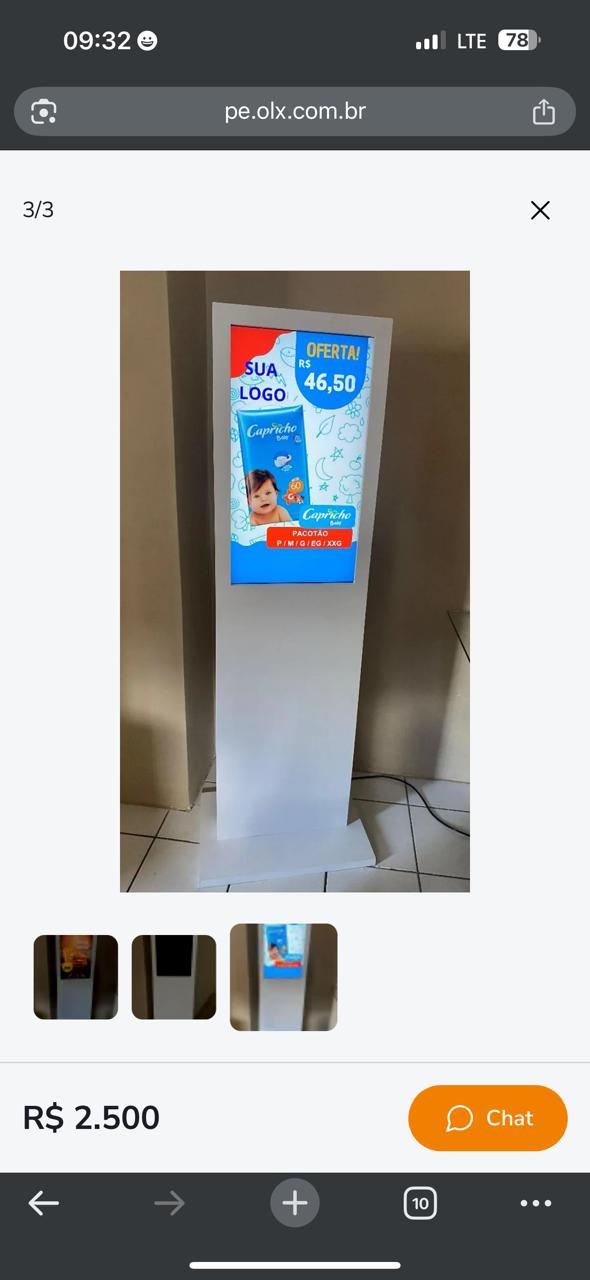 09:32
LTE
78
pe.olx.com.br
3/3
OFERTA!
R$
46,50
SUA
LOGO
Capricho
Baby
60
G
Capricho
Baby
PACOTÃO
P / M / G / EG / XXG
R$ 2.500
Chat
10